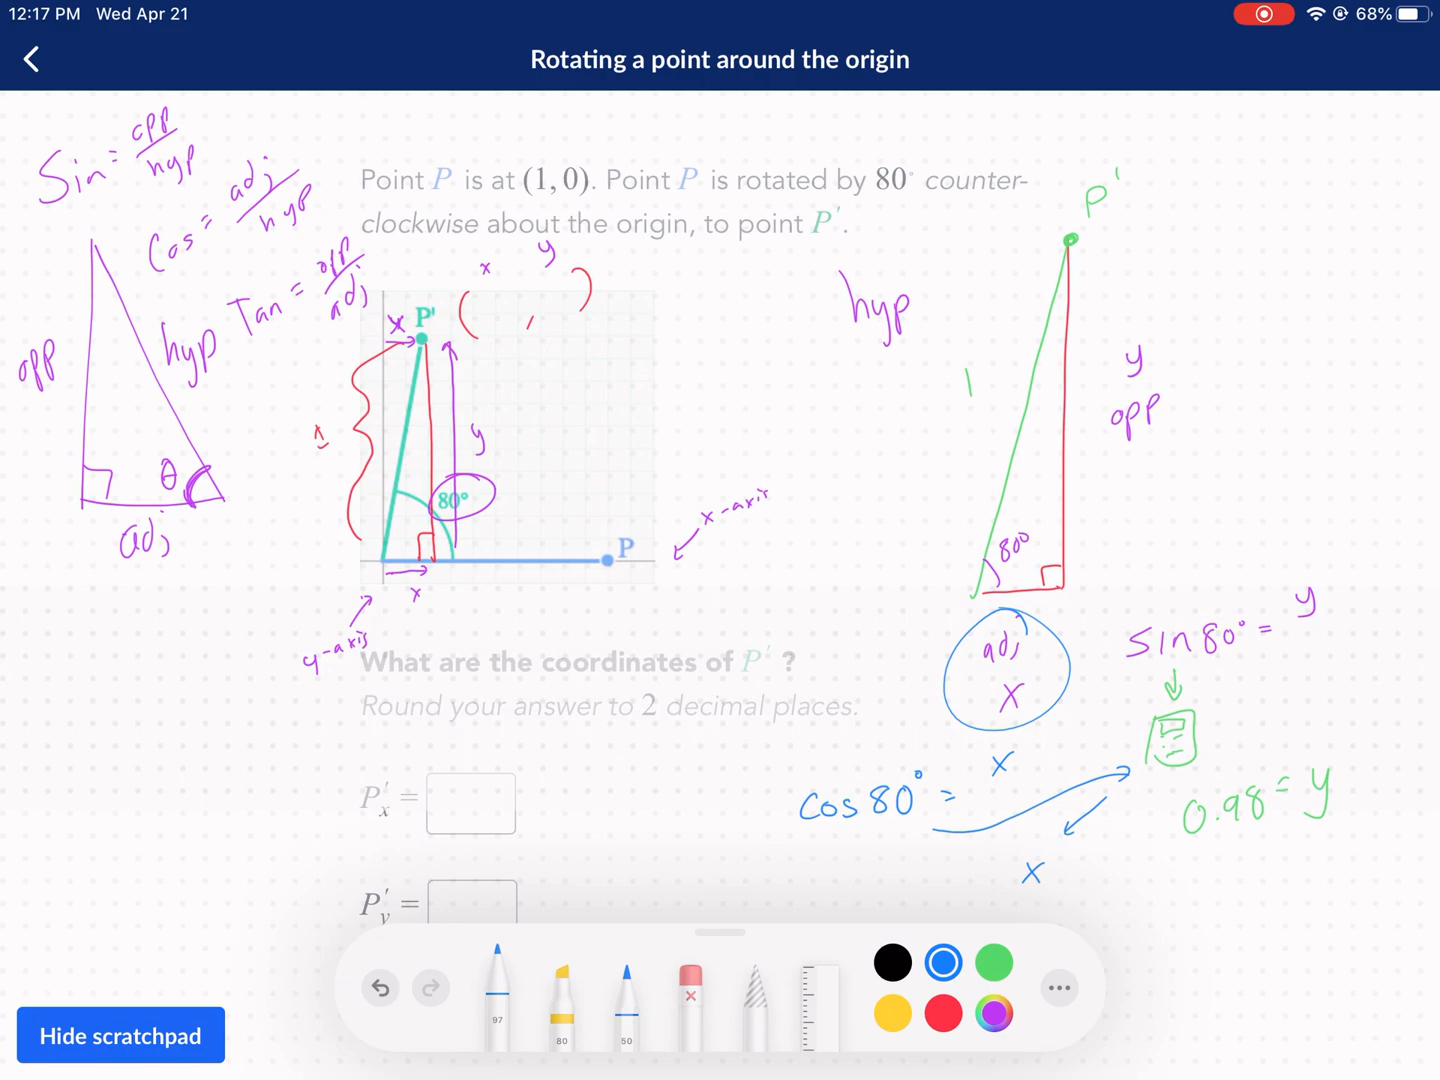 12:17 PM Wed Apr 21
68%
Rotating a point around the origin
Sin = opp/hyp
Cos = adj/hyp
Tan = opp/adj
opp
hyp
θ
adj
Point P is at (1, 0). Point P is rotated by 80° counter-
clockwise about the origin, to point P'.
x y
( , )
x P'
1
y
80°
P
x
x-axis
y-axis
hyp
P'
1
y
opp
80°
adj
x
What are the coordinates of P' ?
Round your answer to 2 decimal places.
P'x =
P'y =
Sin 80° = y
0.98 = y
Cos 80° = x
x
97
80
50
Hide scratchpad